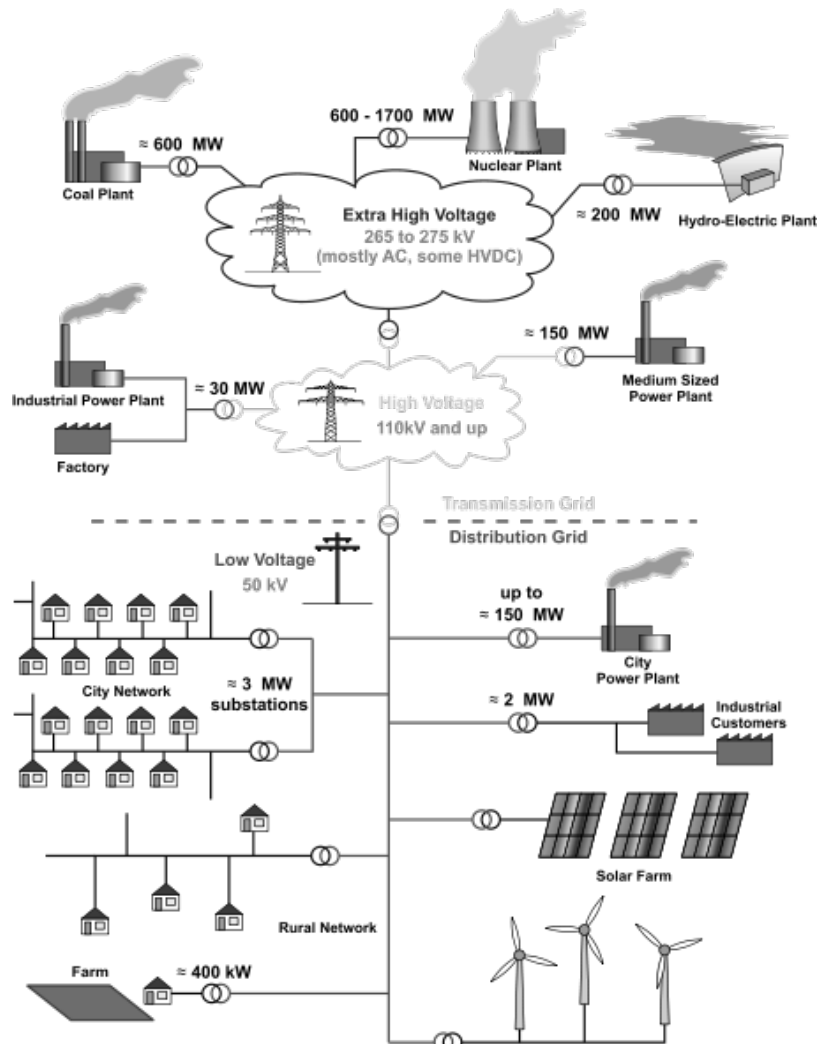 600 - 1700 MW
≈ 600 MW
Nuclear Plant
Coal Plant
Extra High Voltage
265 to 275 kV
(mostly AC, some HVDC)
≈ 200 MW
Hydro-Electric Plant
≈ 150 MW
Medium Sized
Power Plant
≈ 30 MW
Industrial Power Plant
High Voltage
110kV and up
Factory
Transmission Grid
Distribution Grid
Low Voltage
50 kV
up to
≈ 150 MW
City
Power Plant
City Network
≈ 3 MW
substations
≈ 2 MW
Industrial
Customers
Solar Farm
Rural Network
Farm
≈ 400 kW